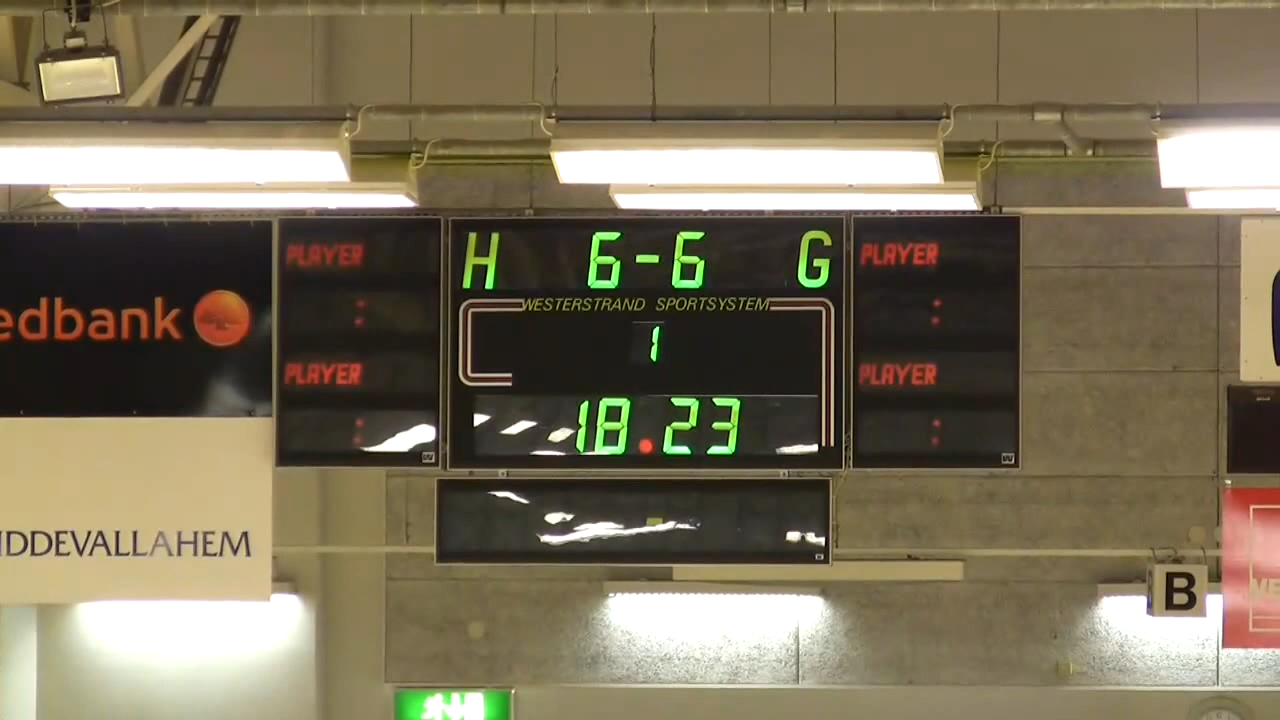 PLAYER
H 6-6 G
PLAYER
WESTERSTRAND SPORTSYSTEM
edbank
1
PLAYER
PLAYER
18.23
IDDEVALLAHEM
B